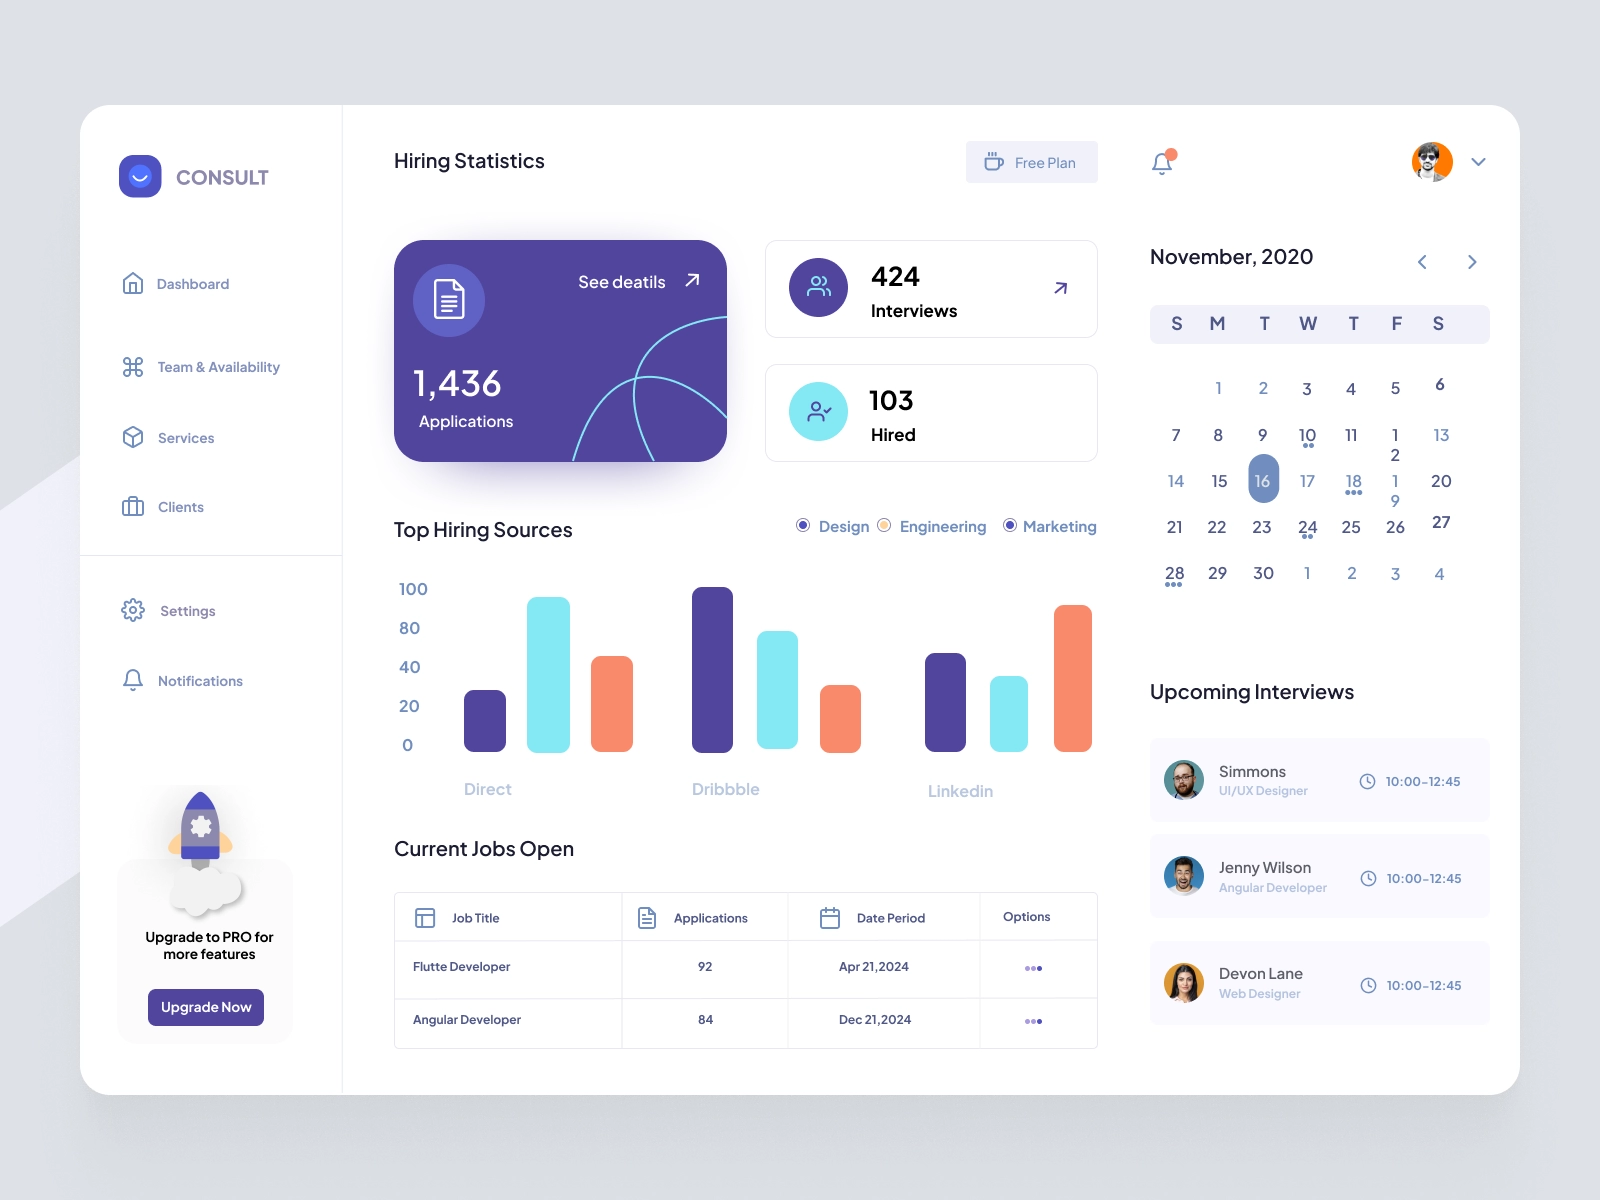 CONSULT
Dashboard
Team & Availability
Services
Clients
Settings
Notifications
Upgrade to PRO for
more features
Upgrade Now
Hiring Statistics
Free Plan
See deatils
1,436
Applications
424
Interviews
103
Hired
Top Hiring Sources
Design Engineering Marketing
100
80
40
20
0
Direct Dribbble Linkedin
Current Jobs Open
Job Title Applications Date Period Options
Flutte Developer 92 Apr 21,2024
Angular Developer 84 Dec 21,2024
November, 2020
S M T W T F S
1 2 3 4 5 6
7 8 9 10 11 12 13
14 15 16 17 18 19 20
21 22 23 24 25 26 27
28 29 30 1 2 3 4
Upcoming Interviews
Simmons
UI/UX Designer
10:00-12:45
Jenny Wilson
Angular Developer
10:00-12:45
Devon Lane
Web Designer
10:00-12:45